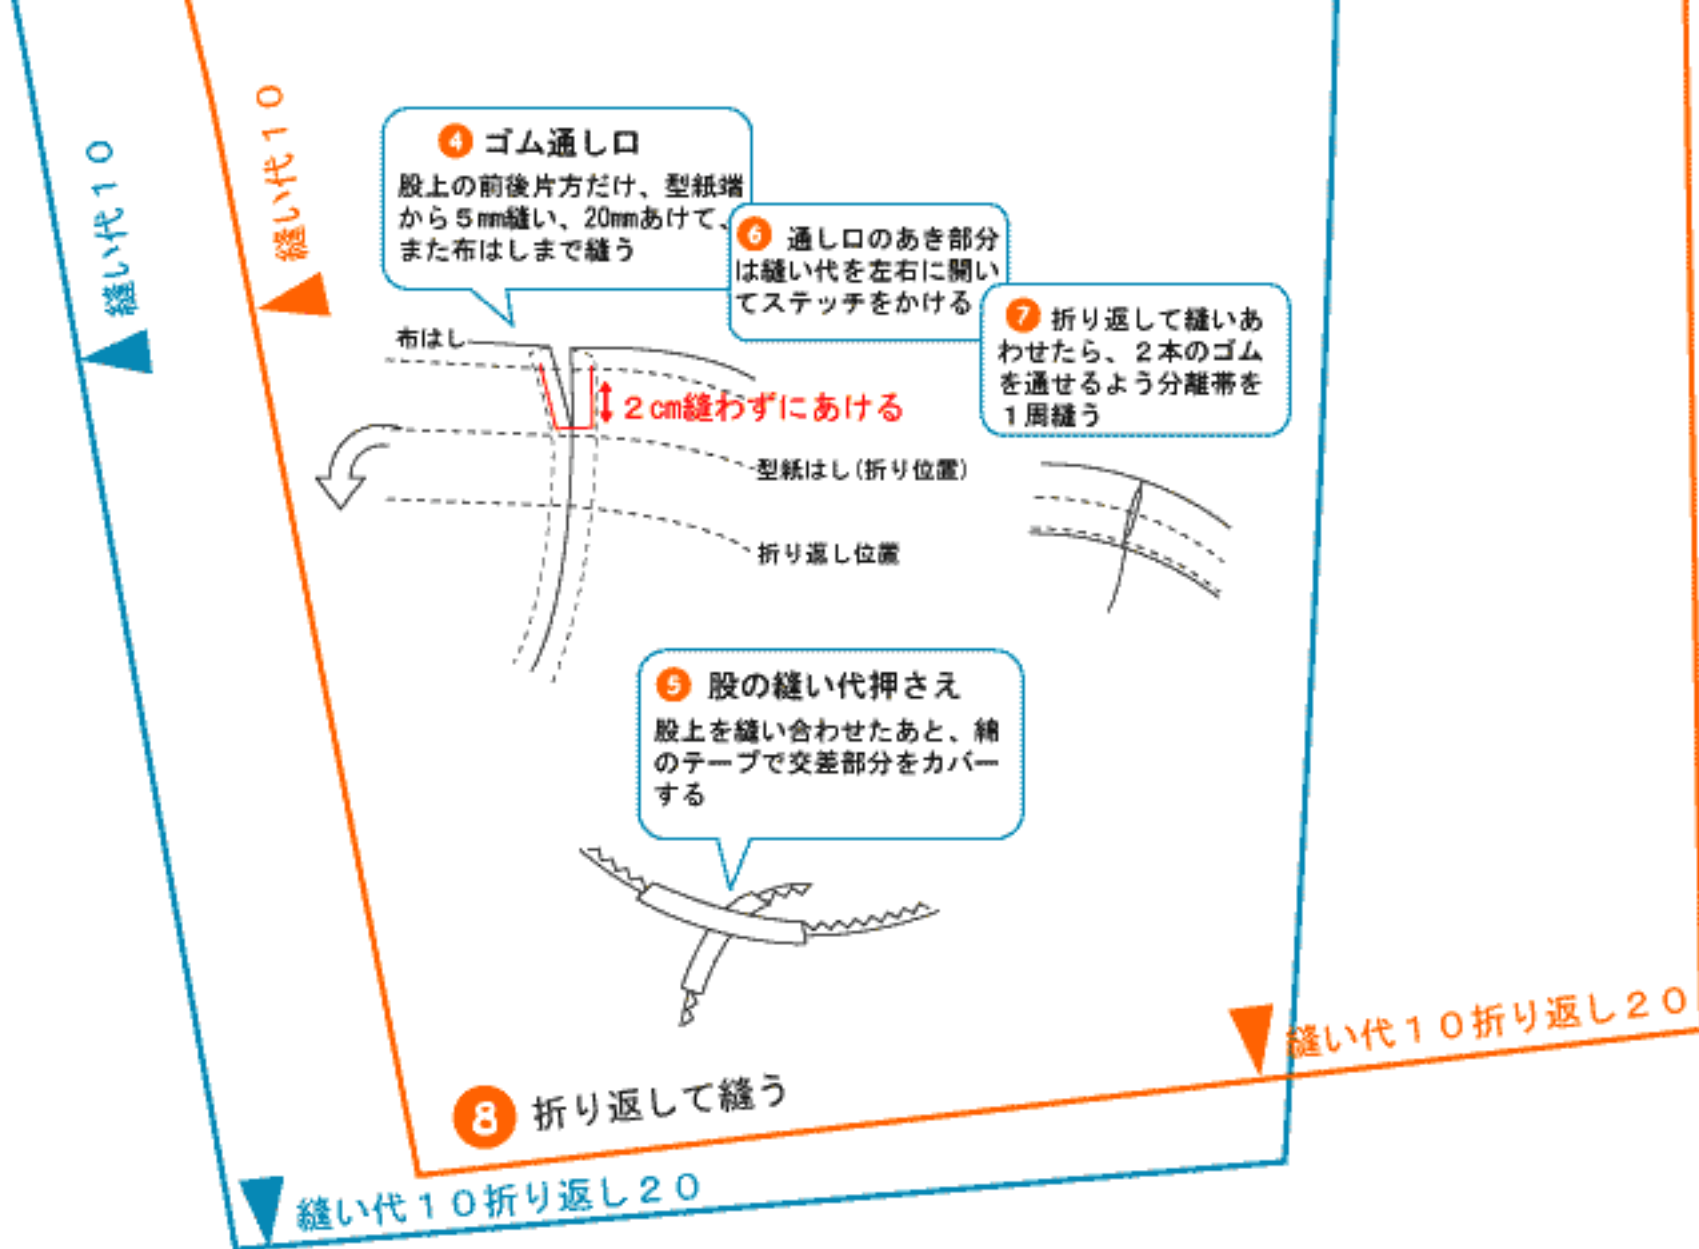 縫い代１０
縫い代１０
4 ゴム通し口
股上の前後片方だけ、型紙端
から５㎜縫い、20㎜あけて、
また布はしまで縫う
6 通し口のあき部分
は縫い代を左右に開い
てステッチをかける
7 折り返して縫いあ
わせたら、２本のゴム
を通せるよう分離帯を
１周縫う
布はし
２㎝縫わずにあける
型紙はし(折り位置)
折り返し位置
5 股の縫い代押さえ
股上を縫い合わせたあと、綿
のテープで交差部分をカバー
する
縫い代１０折り返し２０
8 折り返して縫う
縫い代１０折り返し２０